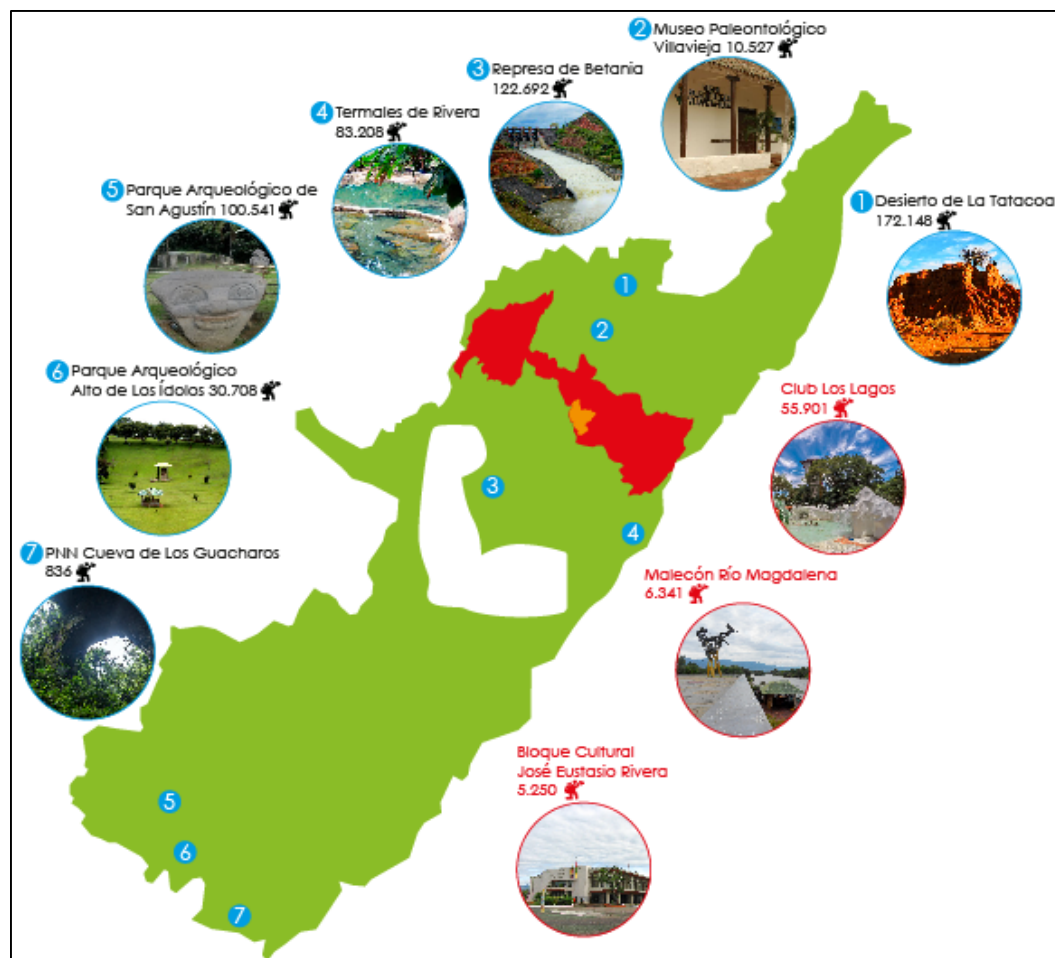 2 Museo Paleontológico
Villavieja 10.527
3 Represa de Betania
122.692
4 Termales de Rivera
83.208
5 Parque Arqueológico de
San Agustín 100.541
1 Desierto de La Tatacoa
172.148
6 Parque Arqueológico
Alto de Los Ídolos 30.708
Club Los Lagos
55.901
7 PNN Cueva de Los Guacharos
836
Malecón Río Magdalena
6.341
Bloque Cultural
José Eustasio Rivera
5.250
1
2
3
4
5
6
7